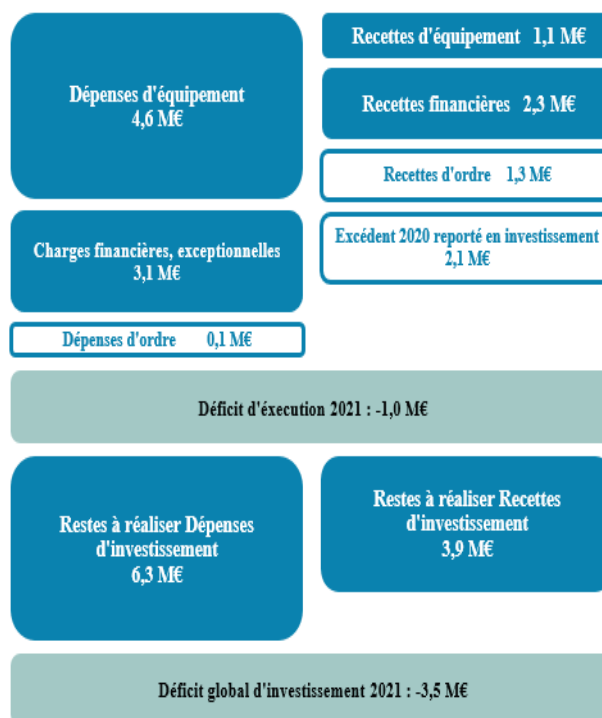 Dépenses d'équipement
4,6 M€
Charges financières, exceptionnelles
3,1 M€
Dépenses d'ordre 0,1 M€
Recettes d'équipement 1,1 M€
Recettes financières 2,3 M€
Recettes d'ordre 1,3 M€
Excédent 2020 reporté en investissement
2,1 M€
Déficit d'éxecution 2021 : -1,0 M€
Restes à réaliser Dépenses
d'investissement
6,3 M€
Restes à réaliser Recettes
d'investissement
3,9 M€
Déficit global d'investissement 2021 : -3,5 M€